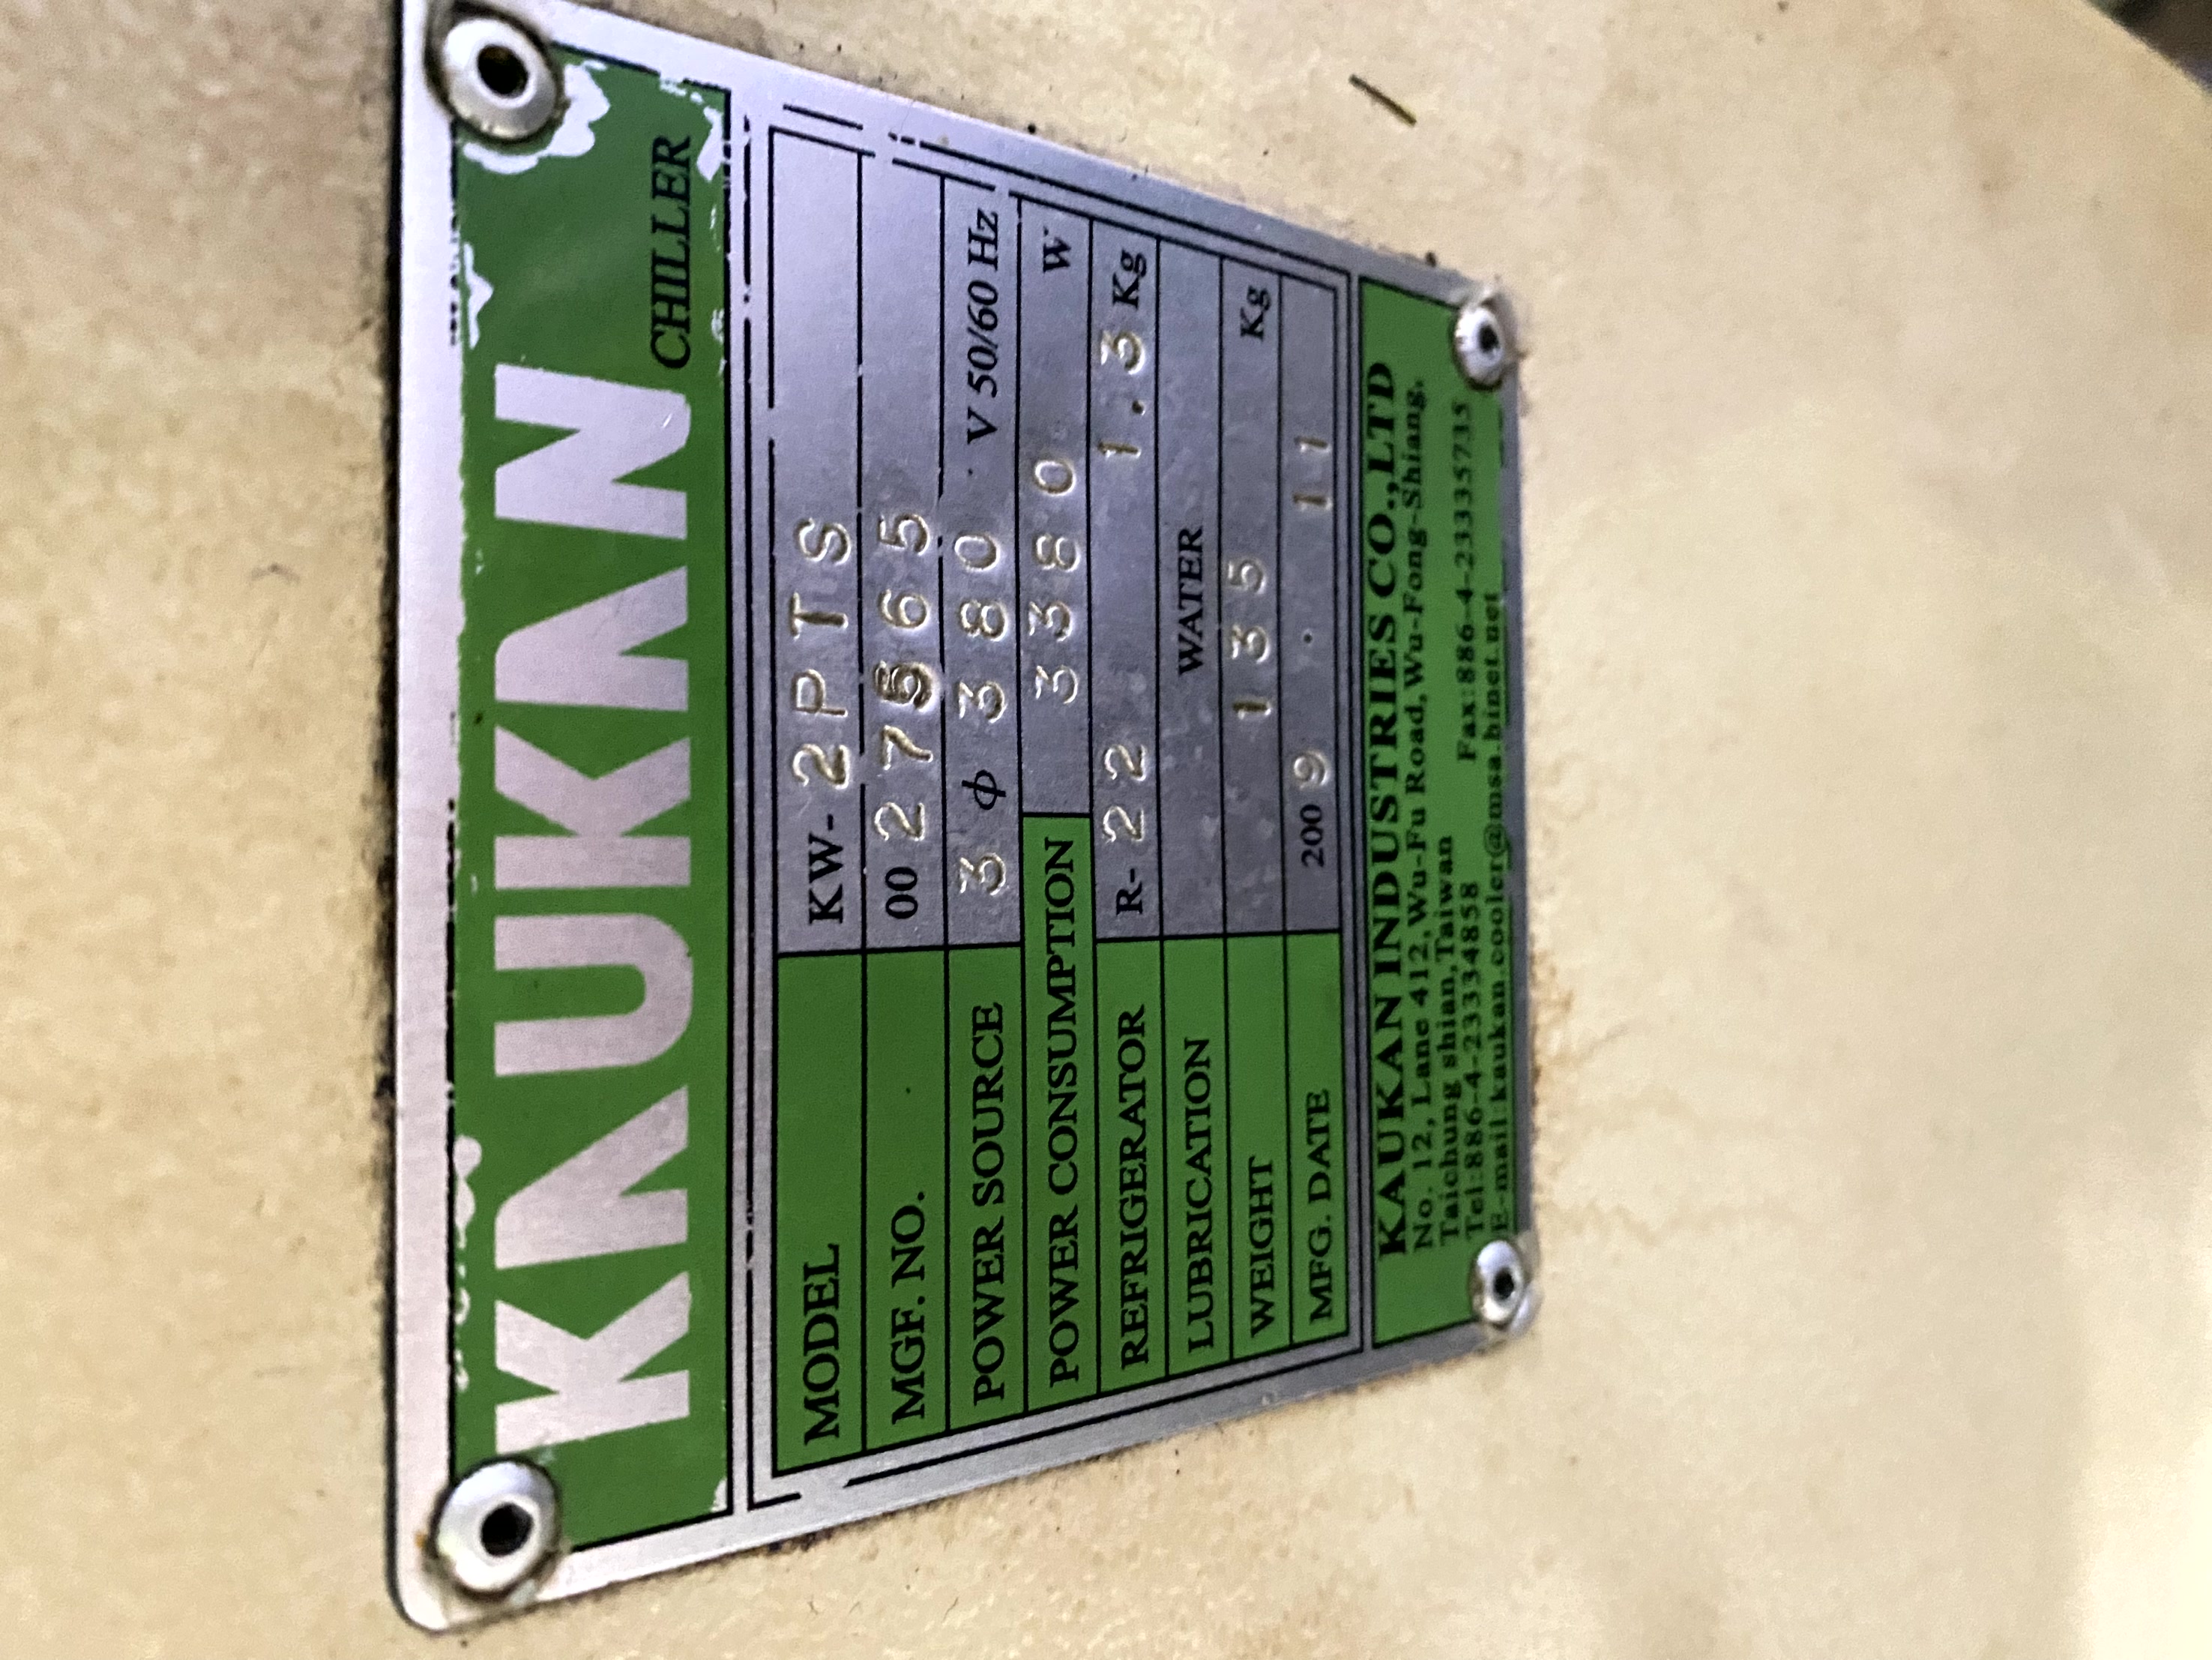 KAUKAN CHILLER
MODEL KW-2PTS
MGF. NO. 0027565
POWER SOURCE 3 ϕ 380 V 50/60 Hz
POWER CONSUMPTION 3380 W
REFRIGERATOR R-22 1.3 Kg
LUBRICATION WATER
WEIGHT 135 Kg
MFG. DATE 2009 . 11
KAUKAN INDUSTRIES CO.,LTD
No. 12, Lane 412, Wu-Fu Road, Wu-Fong-Shiang,
Taichung shian, Taiwan
Tel:886-4-23334858 Fax:886-4-23335735
E-mail:kaukan.cooler@msa.hinet.net